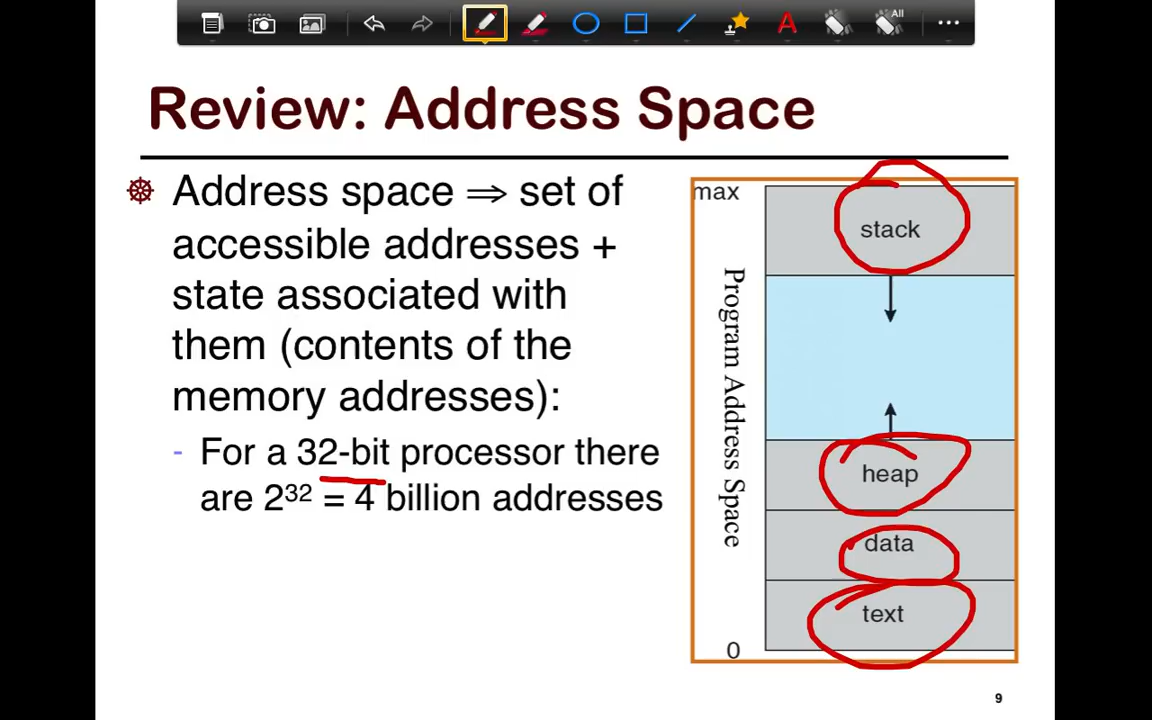 All
A
Review: Address Space
Address space ⇒ set of
accessible addresses +
state associated with
them (contents of the
memory addresses):
- For a 32-bit processor there
are 2³² = 4 billion addresses
max
stack
Program Address Space
heap
data
text
0
9